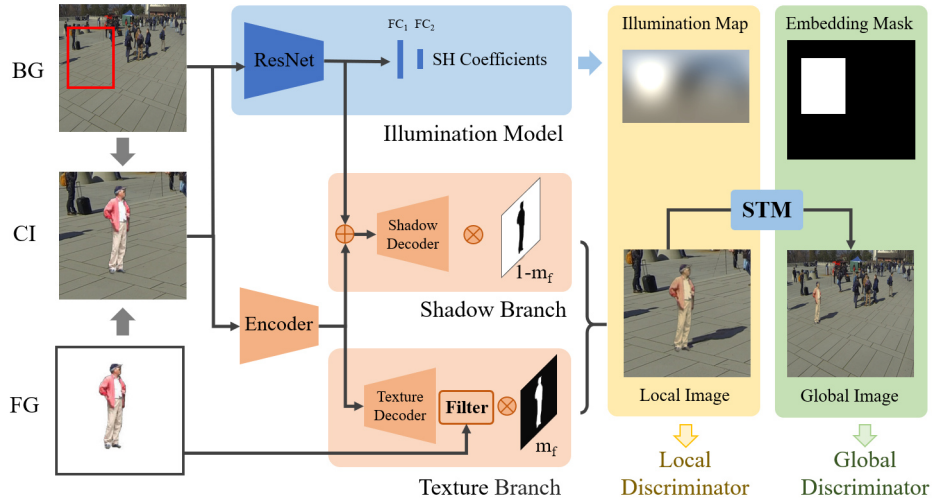 BG
CI
FG
ResNet
FC1
FC2
SH Coefficients
Illumination Model
Shadow
Decoder
1-mf
Shadow Branch
Encoder
Texture
Decoder
Filter
mf
Texture Branch
Illumination Map
Embedding Mask
STM
Local Image
Global Image
Local
Discriminator
Global
Discriminator